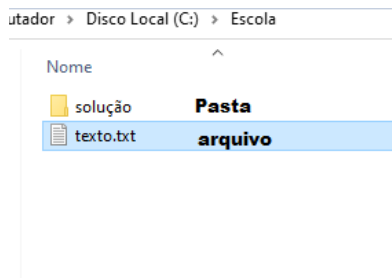 utador > Disco Local (C:) > Escola
Nome
solução Pasta
texto.txt arquivo